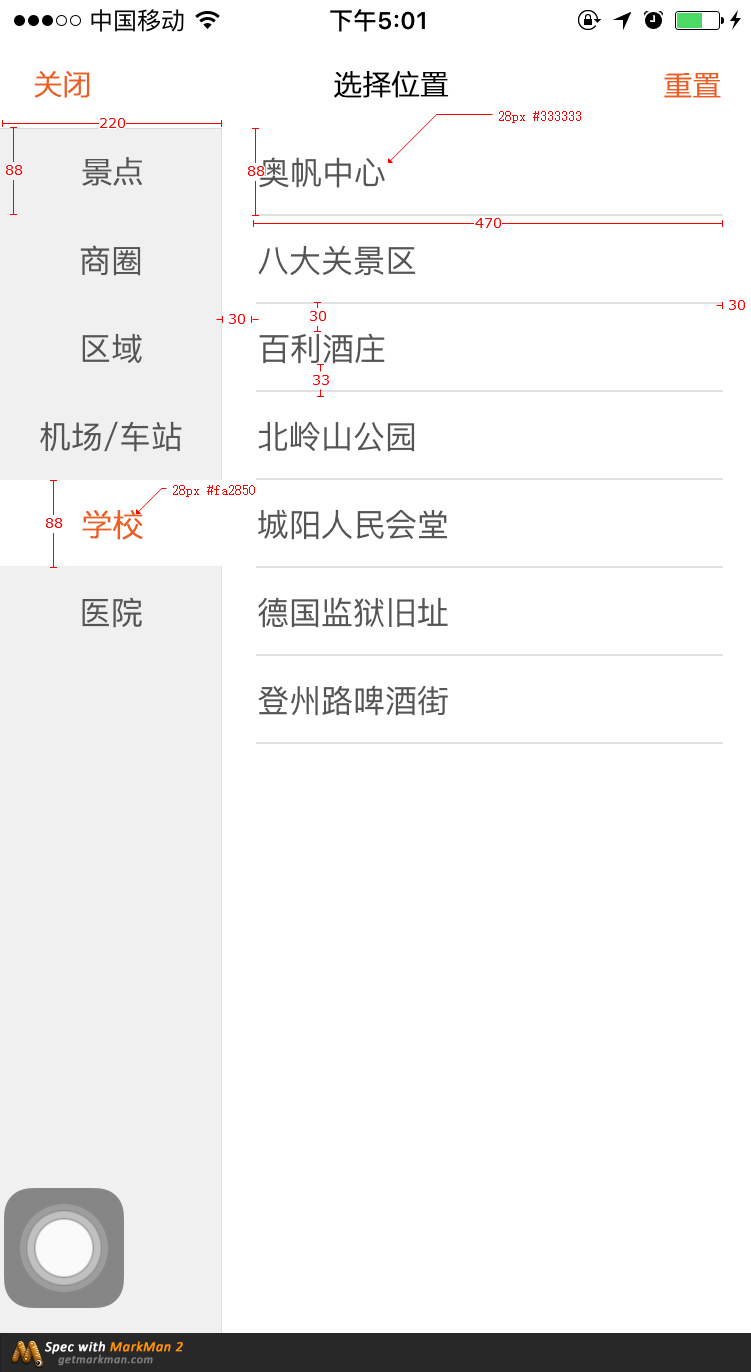 中国移动 下午5:01
关闭 选择位置 重置
220
28px #333333
88 景点 88 奥帆中心
470
商圈 八大关景区
30
30 30
区域 百利酒庄
33
机场/车站 北岭山公园
28px #fa2850
88 学校 城阳人民会堂
医院 德国监狱旧址
登州路啤酒街
Spec with MarkMan 2
getmarkman.com